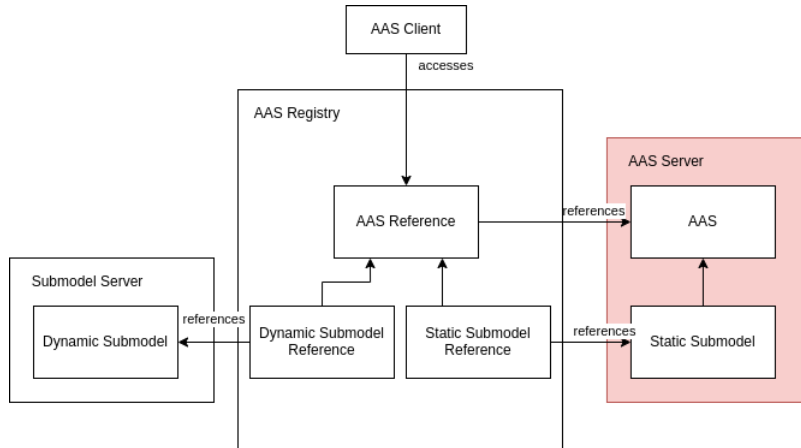 AAS Client
accesses
AAS Registry
AAS Server
AAS Reference
references
AAS
Submodel Server
Dynamic Submodel
references
Dynamic Submodel
Reference
Static Submodel
Reference
references
Static Submodel